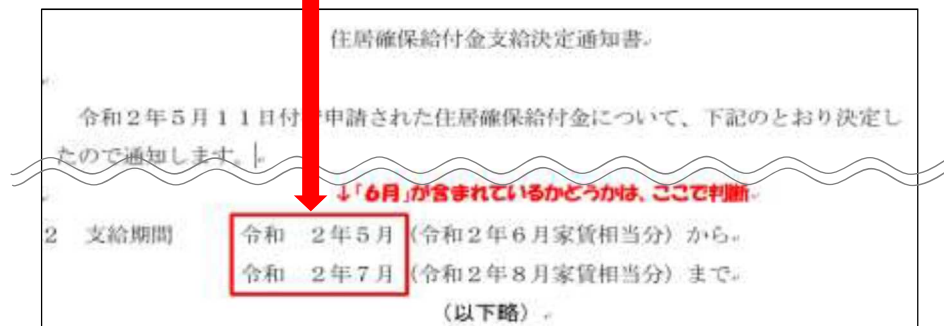 住居確保給付金支給決定通知書
令和2年5月11日付 申請された住居確保給付金について、下記のとおり決定し
たので通知します。
↓「6月」が含まれているかどうかは、ここで判断
2 支給期間 令和 2年5月(令和2年6月家賃相当分)から
令和 2年7月(令和2年8月家賃相当分)まで
(以下略)